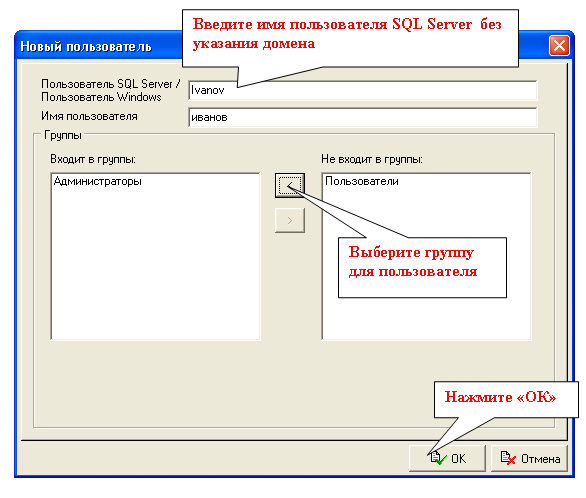 Введите имя пользователя SQL Server без
указания домена
Новый пользователь
Пользователь SQL Server /
Пользователь Windows
Ivanov
Имя пользователя
иванов
Группы
Входит в группы:
Не входит в группы:
Администраторы
<
Пользователи
>
Выберите группу
для пользователя
Нажмите «ОК»
OK
Отмена